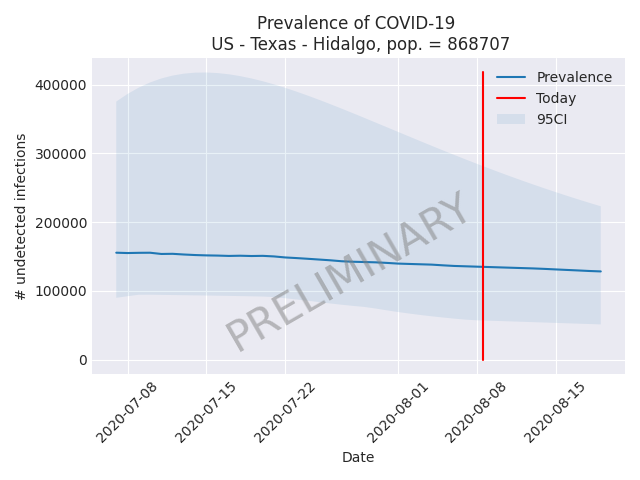 Prevalence of COVID-19
US - Texas - Hidalgo, pop. = 868707
# undetected infections
400000
300000
200000
100000
0
Prevalence
Today
95CI
PRELIMINARY
2020-07-08
2020-07-15
2020-07-22
2020-08-01
2020-08-08
2020-08-15
Date